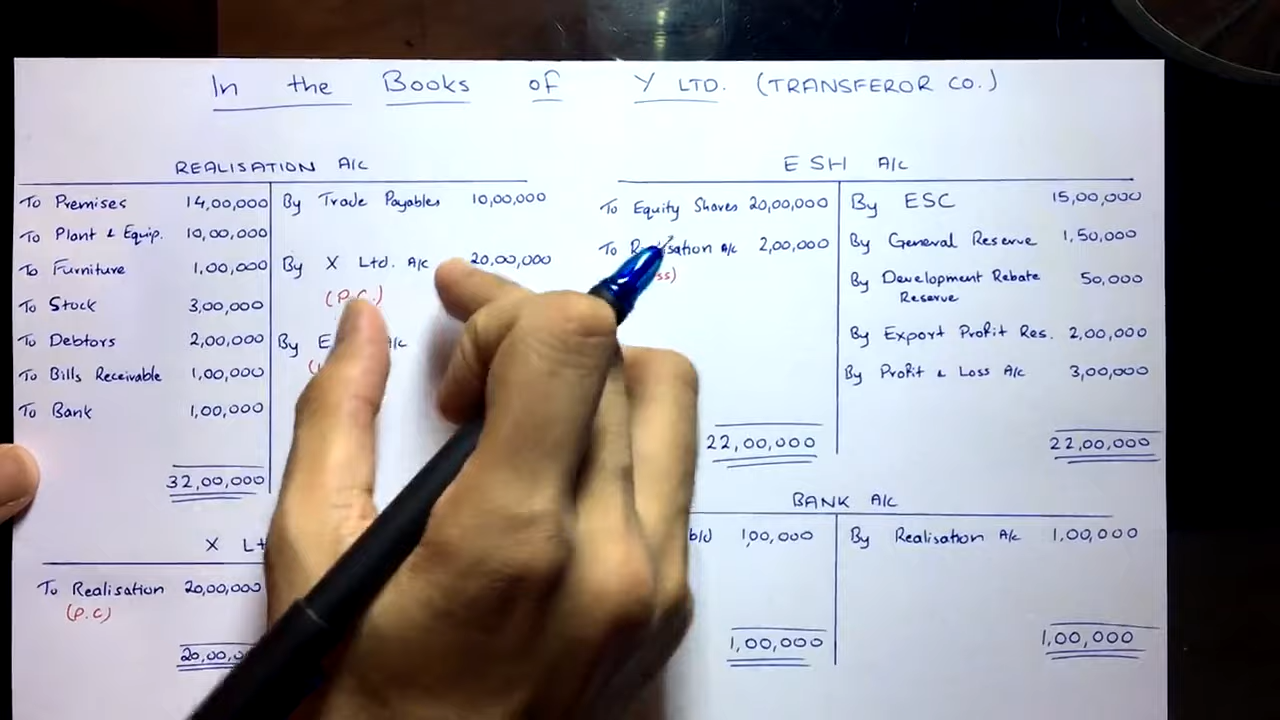 In the Books of Y LTD. (TRANSFEROR CO.)
REALISATION A/c
To Premises 14,00,000
To Plant & Equip. 10,00,000
To Furniture 1,00,000
To Stock 3,00,000
To Debtors 2,00,000
To Bills Receivable 1,00,000
To Bank 1,00,000
32,00,000
By Trade Payables 10,00,000
By X Ltd. A/c 20,00,000
(P.C.)
By A/c
ESH A/c
To Equity Shares 20,00,000
To Realisation A/c 2,00,000
22,00,000
By ESC 15,00,000
By General Reserve 1,50,000
By Development Rebate 50,000
Reserve
By Export Profit Res. 2,00,000
By Profit & Loss A/c 3,00,000
22,00,000
X
To Realisation 20,00,000
(P.C)
BANK A/c
b/d 1,00,000
1,00,000
By Realisation A/c 1,00,000
1,00,000